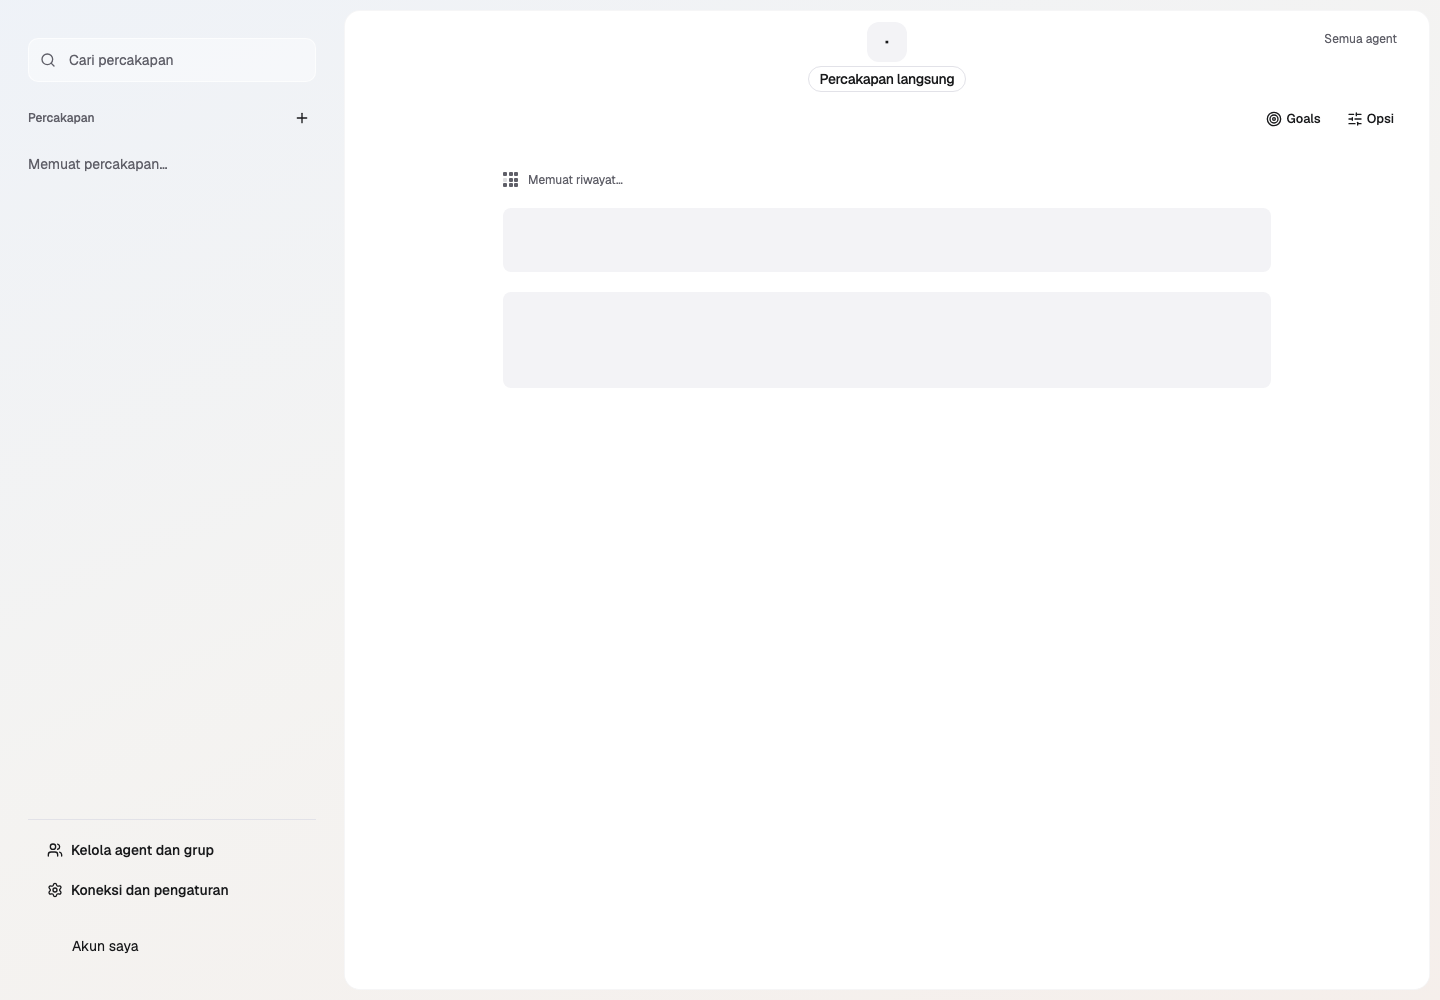 Cari percakapan
Percakapan
Memuat percakapan…
Kelola agent dan grup
Koneksi dan pengaturan
Akun saya
Semua agent
Percakapan langsung
Goals
Opsi
Memuat riwayat…